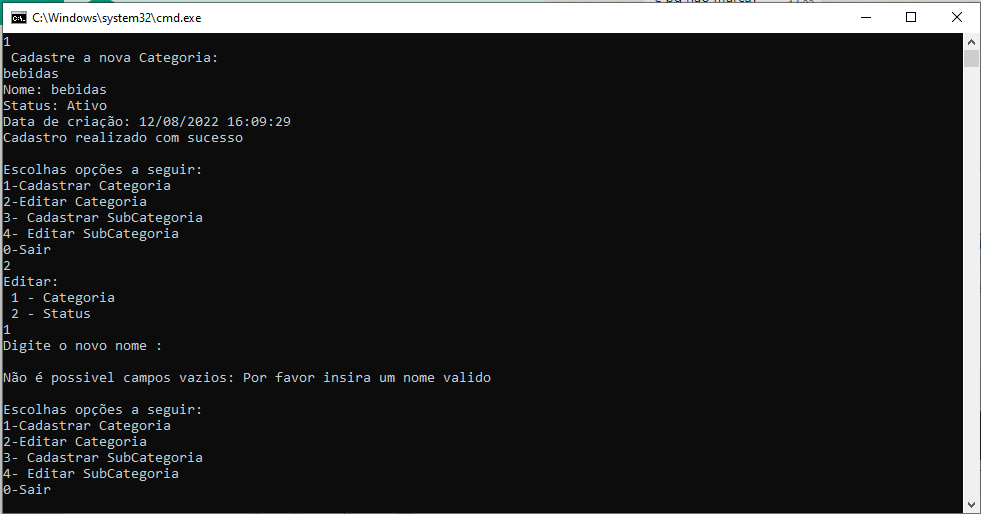 C:\Windows\system32\cmd.exe
1
 Cadastre a nova Categoria:
bebidas
Nome: bebidas
Status: Ativo
Data de criação: 12/08/2022 16:09:29
Cadastro realizado com sucesso
Escolhas opções a seguir:
1-Cadastrar Categoria
2-Editar Categoria
3- Cadastrar SubCategoria
4- Editar SubCategoria
0-Sair
2
Editar:
 1 - Categoria
 2 - Status
1
Digite o novo nome :
Não é possivel campos vazios: Por favor insira um nome valido
Escolhas opções a seguir:
1-Cadastrar Categoria
2-Editar Categoria
3- Cadastrar SubCategoria
4- Editar SubCategoria
0-Sair